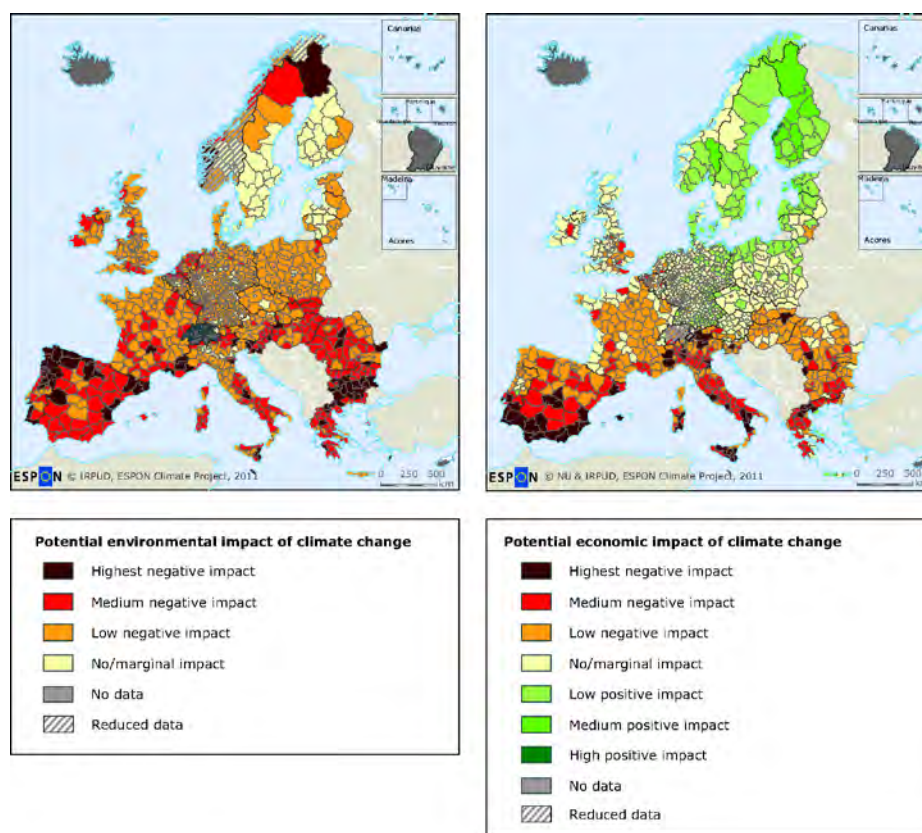 Canarias
Madeira
Acores
ESPON © IRPUD, ESPON Climate Project, 2011
0 250 500
km
Canarias
Madeira
Acores
ESPON © NU & IRPUD, ESPON Climate Project, 2011
0 250 500
km
Potential environmental impact of climate change
Highest negative impact
Medium negative impact
Low negative impact
No/marginal impact
No data
Reduced data
Potential economic impact of climate change
Highest negative impact
Medium negative impact
Low negative impact
No/marginal impact
Low positive impact
Medium positive impact
High positive impact
No data
Reduced data